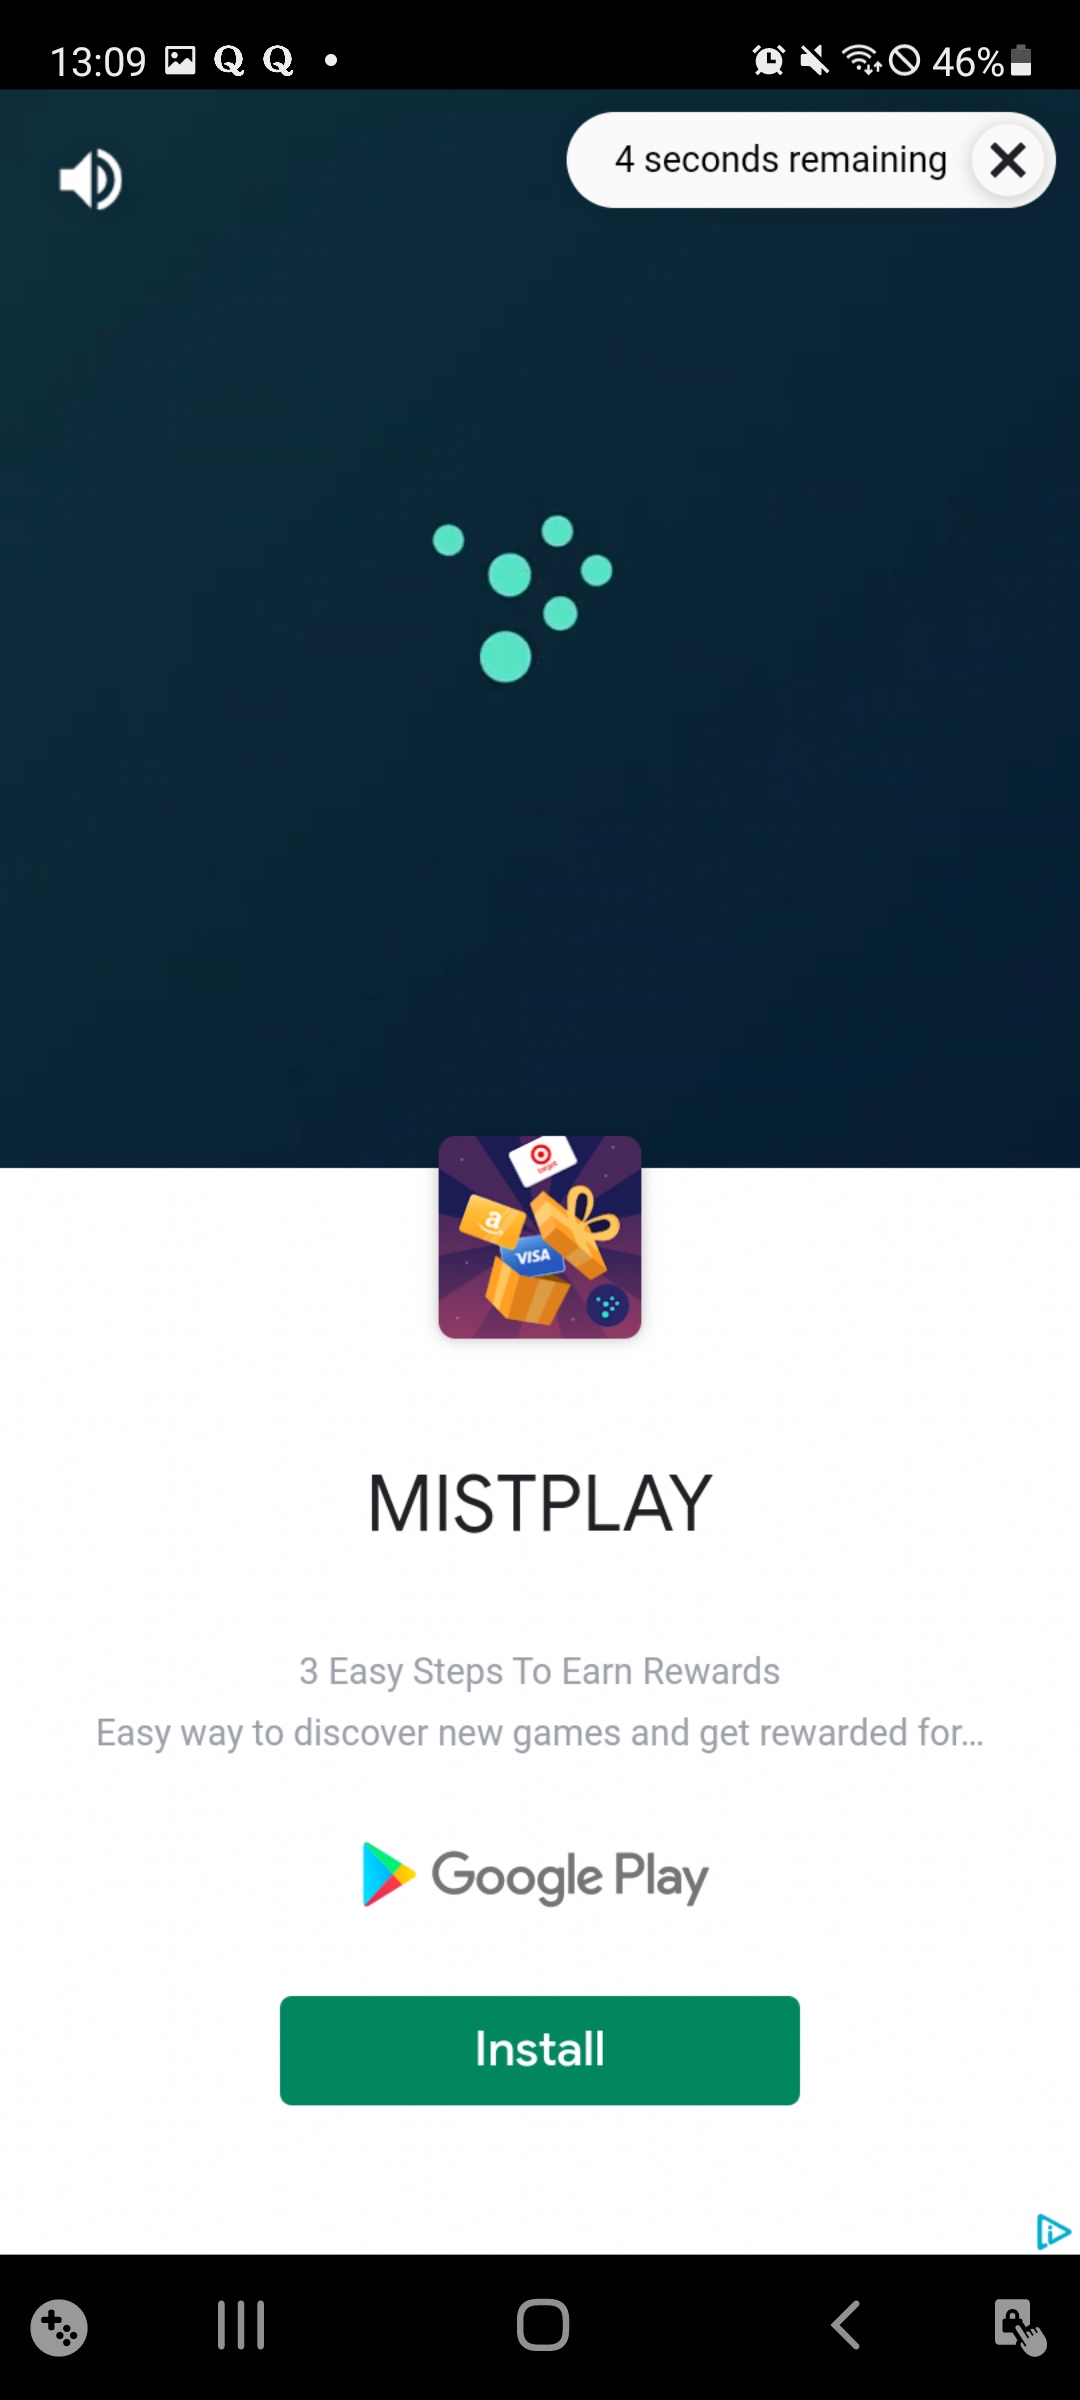 13:09
46%
4 seconds remaining
target
a
VISA
MISTPLAY
3 Easy Steps To Earn Rewards
Easy way to discover new games and get rewarded for...
Google Play
Install